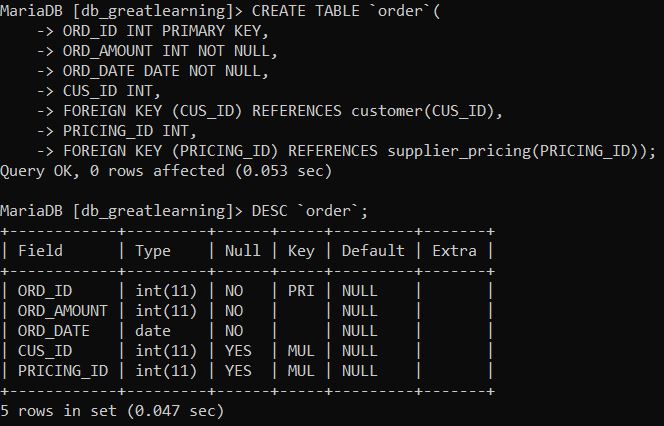 MariaDB [db_greatlearning]> CREATE TABLE `order`(
    -> ORD_ID INT PRIMARY KEY,
    -> ORD_AMOUNT INT NOT NULL,
    -> ORD_DATE DATE NOT NULL,
    -> CUS_ID INT,
    -> FOREIGN KEY (CUS_ID) REFERENCES customer(CUS_ID),
    -> PRICING_ID INT,
    -> FOREIGN KEY (PRICING_ID) REFERENCES supplier_pricing(PRICING_ID));
Query OK, 0 rows affected (0.053 sec)

MariaDB [db_greatlearning]> DESC `order`;
+------------+---------+------+-----+---------+-------+
| Field      | Type    | Null | Key | Default | Extra |
+------------+---------+------+-----+---------+-------+
| ORD_ID     | int(11) | NO   | PRI | NULL    |       |
| ORD_AMOUNT | int(11) | NO   |     | NULL    |       |
| ORD_DATE   | date    | NO   |     | NULL    |       |
| CUS_ID     | int(11) | YES  | MUL | NULL    |       |
| PRICING_ID | int(11) | YES  | MUL | NULL    |       |
+------------+---------+------+-----+---------+-------+
5 rows in set (0.047 sec)